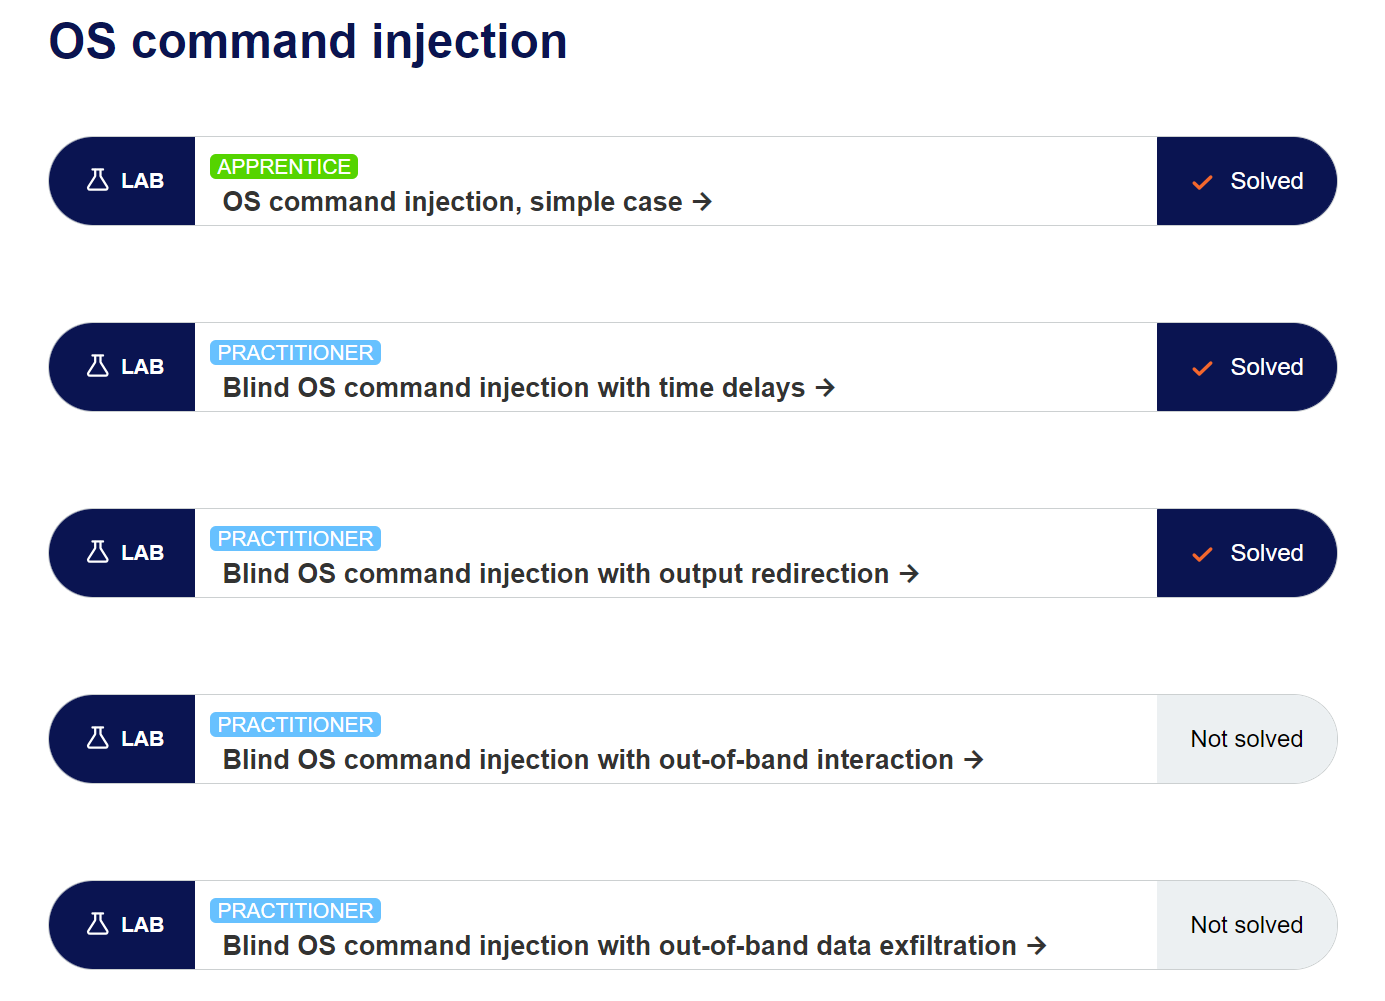 OS command injection
LAB
APPRENTICE
OS command injection, simple case →
Solved
LAB
PRACTITIONER
Blind OS command injection with time delays →
Solved
LAB
PRACTITIONER
Blind OS command injection with output redirection →
Solved
LAB
PRACTITIONER
Blind OS command injection with out-of-band interaction →
Not solved
LAB
PRACTITIONER
Blind OS command injection with out-of-band data exfiltration →
Not solved